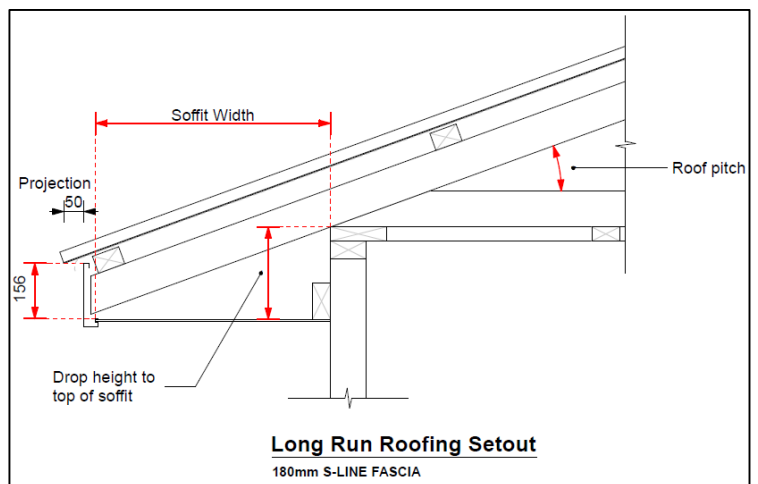 Soffit Width
Projection
50
Roof pitch
156
Drop height to
top of soffit
Long Run Roofing Setout
180mm S-LINE FASCIA